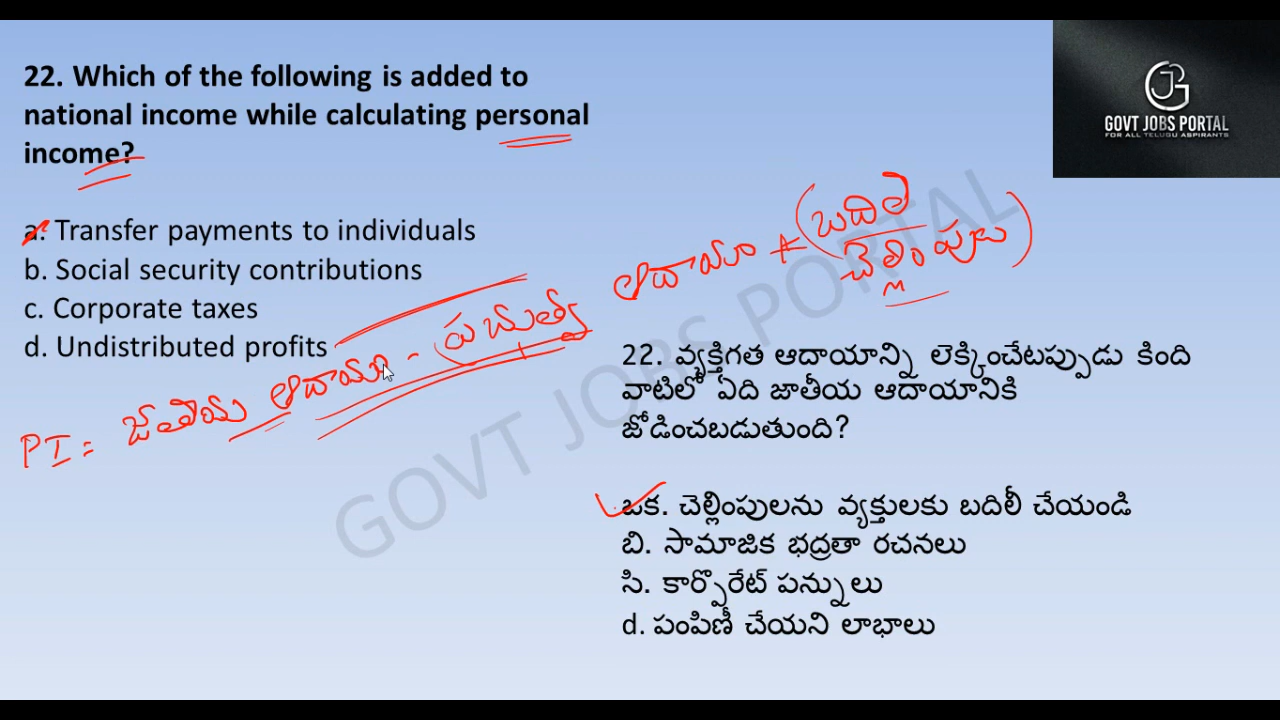 22. Which of the following is added to
national income while calculating personal
income?
a. Transfer payments to individuals
b. Social security contributions
c. Corporate taxes
d. Undistributed profits
PI = జాతీయ ఆదాయం - ప్రభుత్వ ఆదాయం + (బదిలీ
చెల్లింపులు)
GOVT JOBS PORTAL
FOR ALL TELUGU ASPIRANTS
22. వ్యక్తిగత ఆదాయాన్ని లెక్కించేటప్పుడు కింది
వాటిలో ఏది జాతీయ ఆదాయానికి
జోడించబడుతుంది?
ఒక. చెల్లింపులను వ్యక్తులకు బదిలీ చేయండి
బి. సామాజిక భద్రతా రచనలు
సి. కార్పొరేట్ పన్నులు
d. పంపిణీ చేయని లాభాలు
GOVT JOBS PORTAL